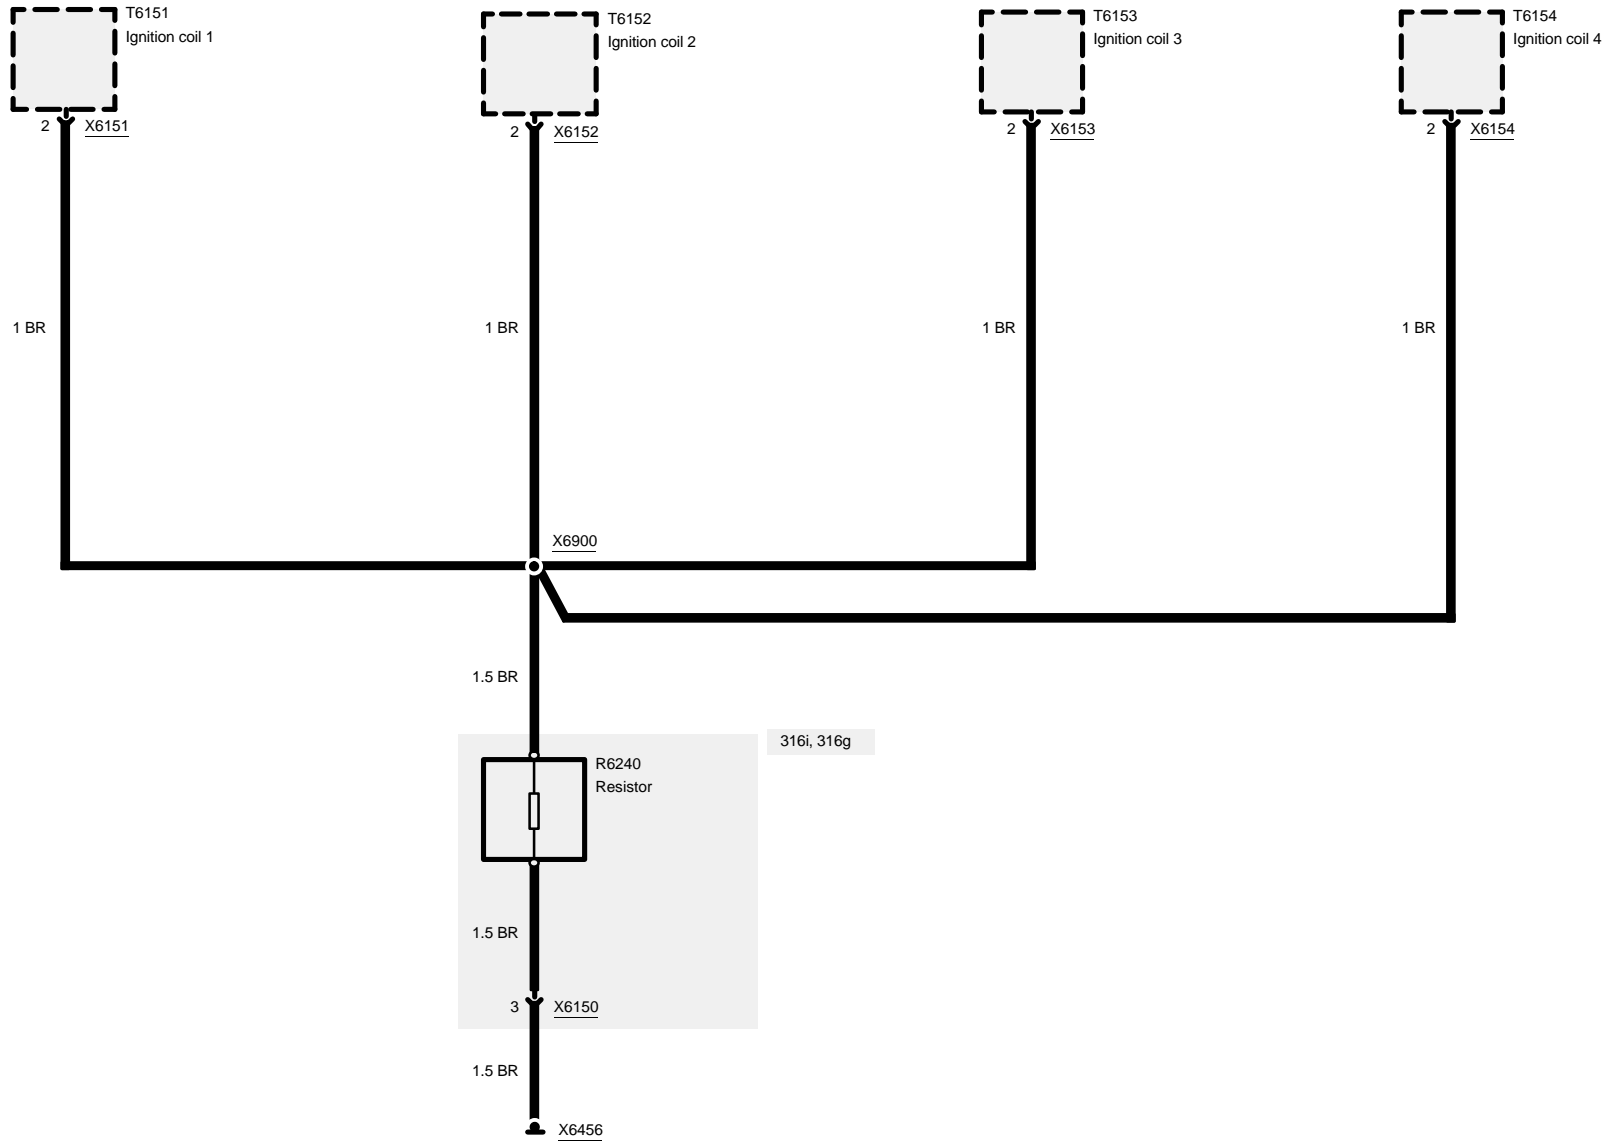 T6151
Ignition coil 1
T6152
Ignition coil 2
T6153
Ignition coil 3
T6154
Ignition coil 4
2 X6151
2 X6152
2 X6153
2 X6154
1 BR
1 BR
1 BR
1 BR
X6900
1.5 BR
316i, 316g
R6240
Resistor
1.5 BR
3 X6150
1.5 BR
X6456